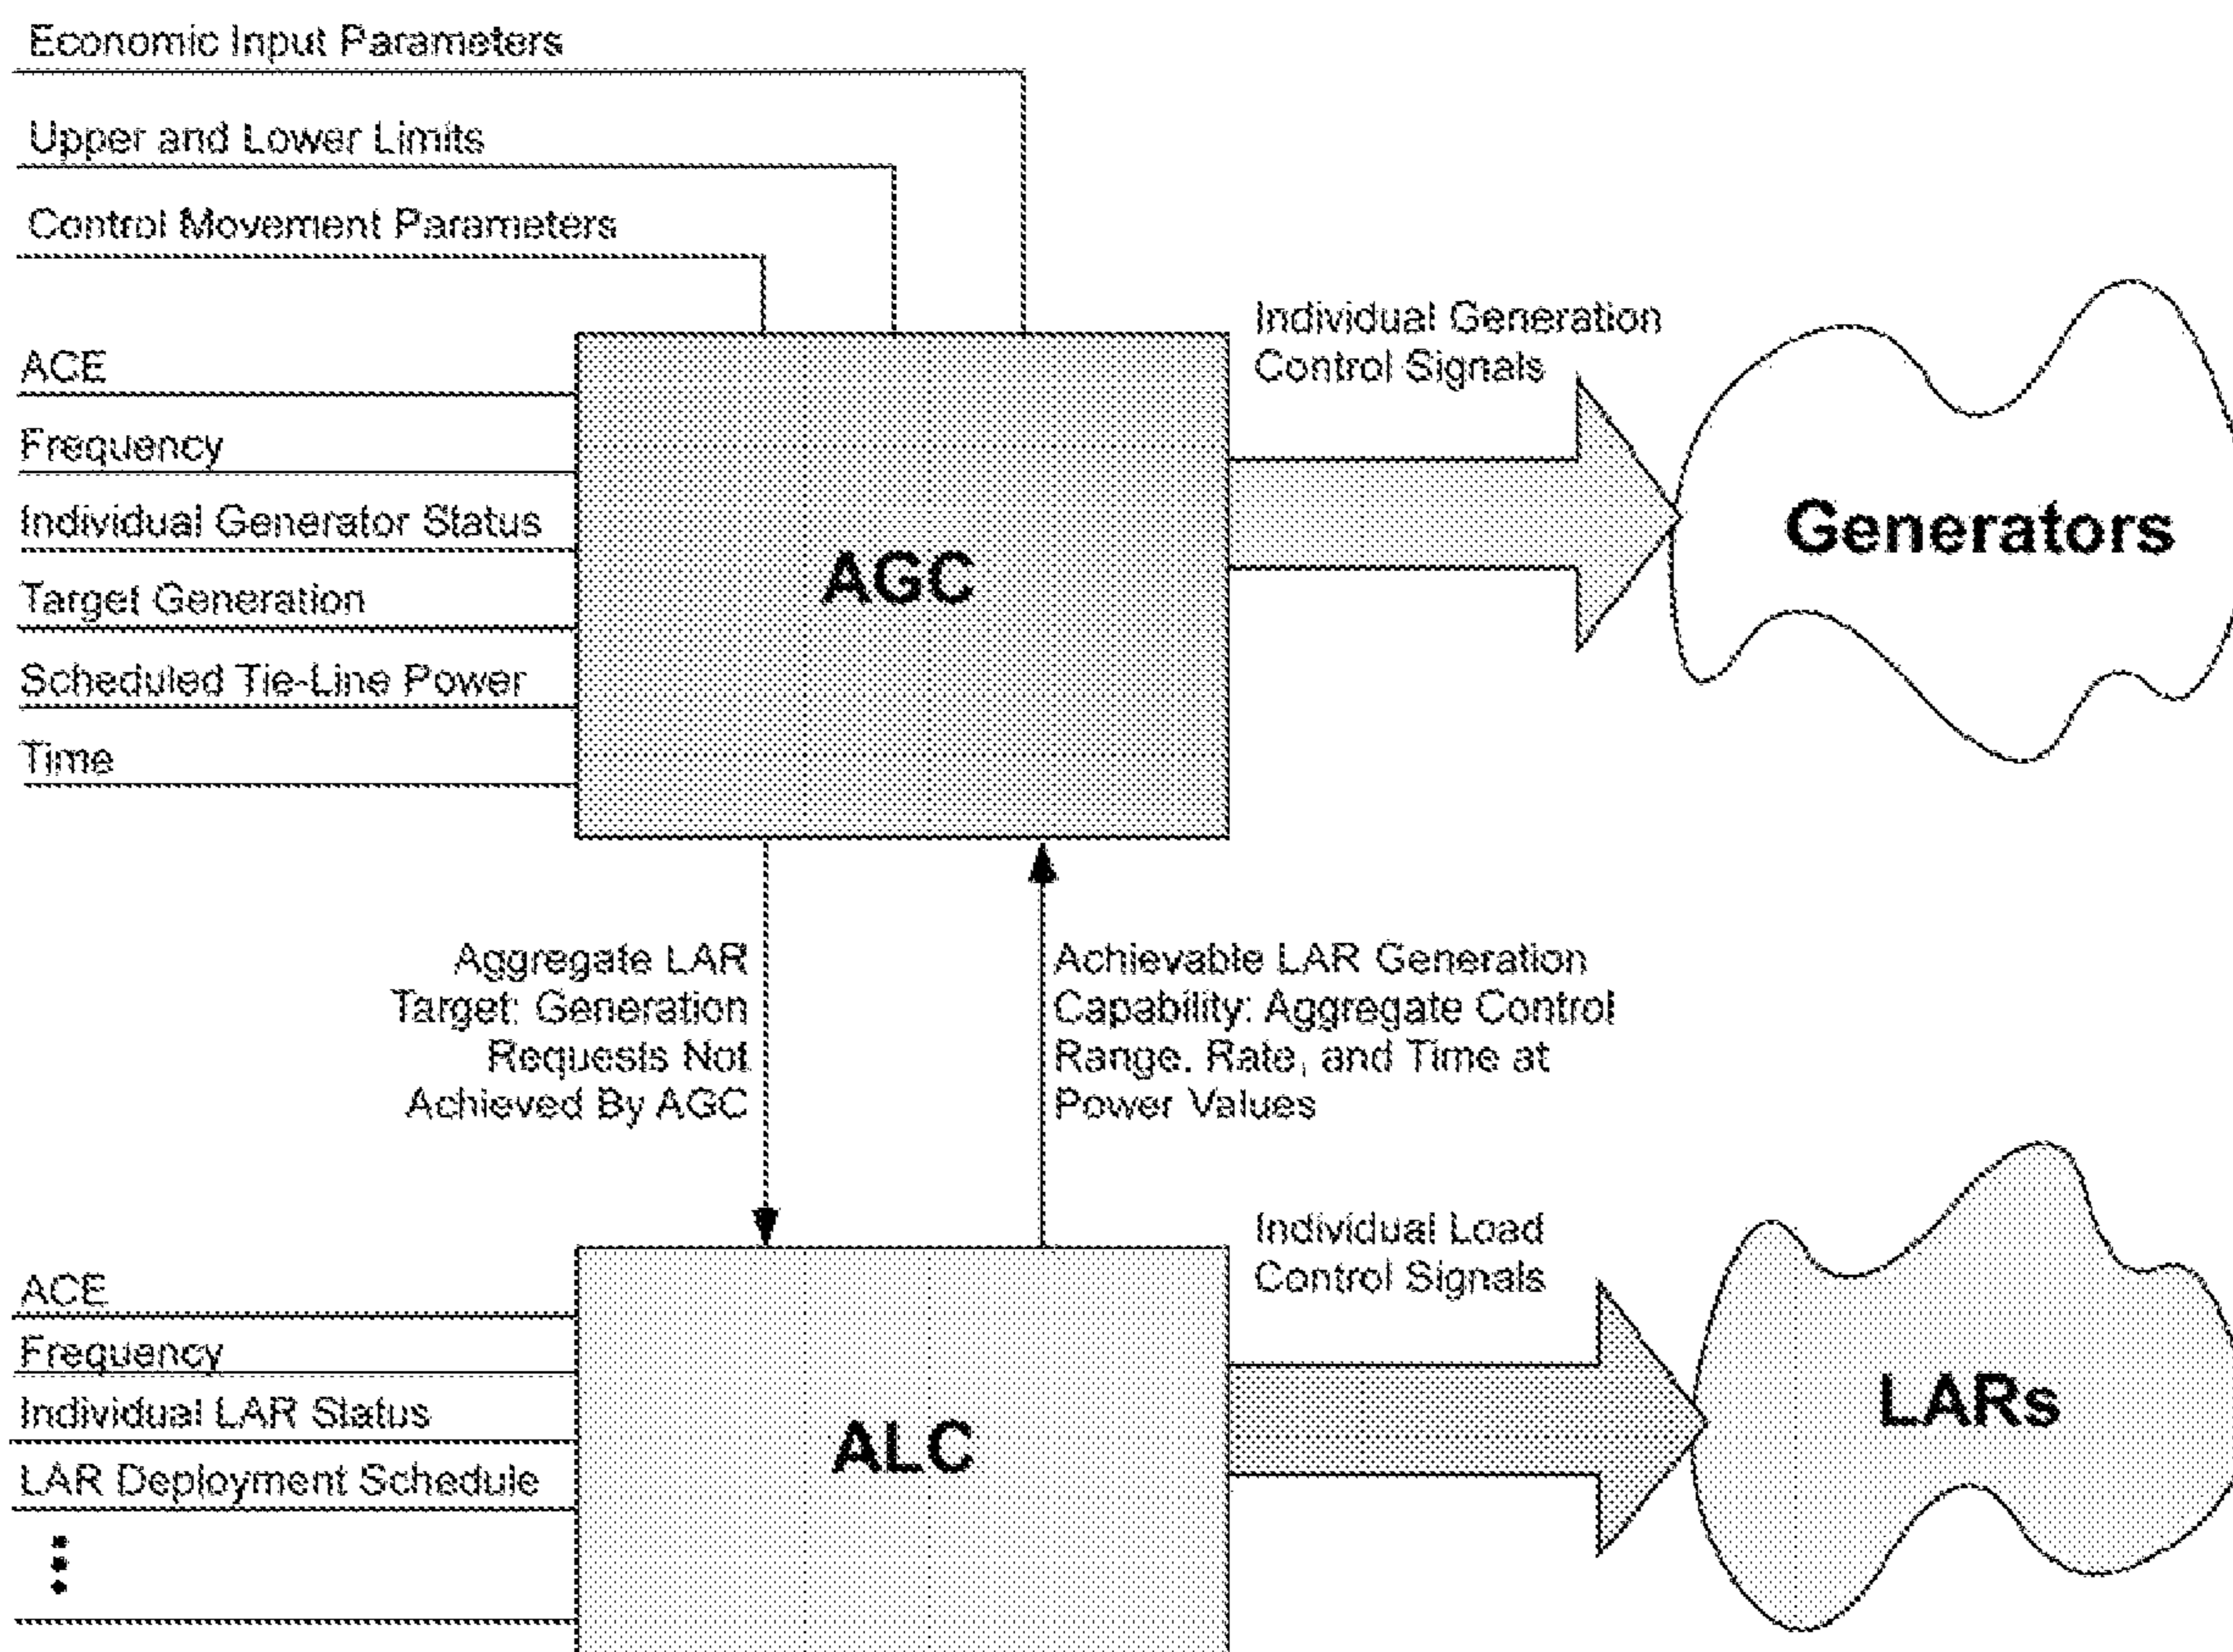 Economic Input Parameters
Upper and Lower Limits
Control Movement Parameters
ACE
Frequency
Individual Generator Status
Target Generation
Scheduled Tie-Line Power
Time
AGC
Individual Generation
Control Signals
Generators
Aggregate LAR
Target: Generation
Requests Not
Achieved By AGC
Achievable LAR Generation
Capability: Aggregate Control
Range, Rate, and Time at
Power Values
ACE
Frequency
Individual LAR Status
LAR Deployment Schedule
ALC
Individual Load
Control Signals
LARs